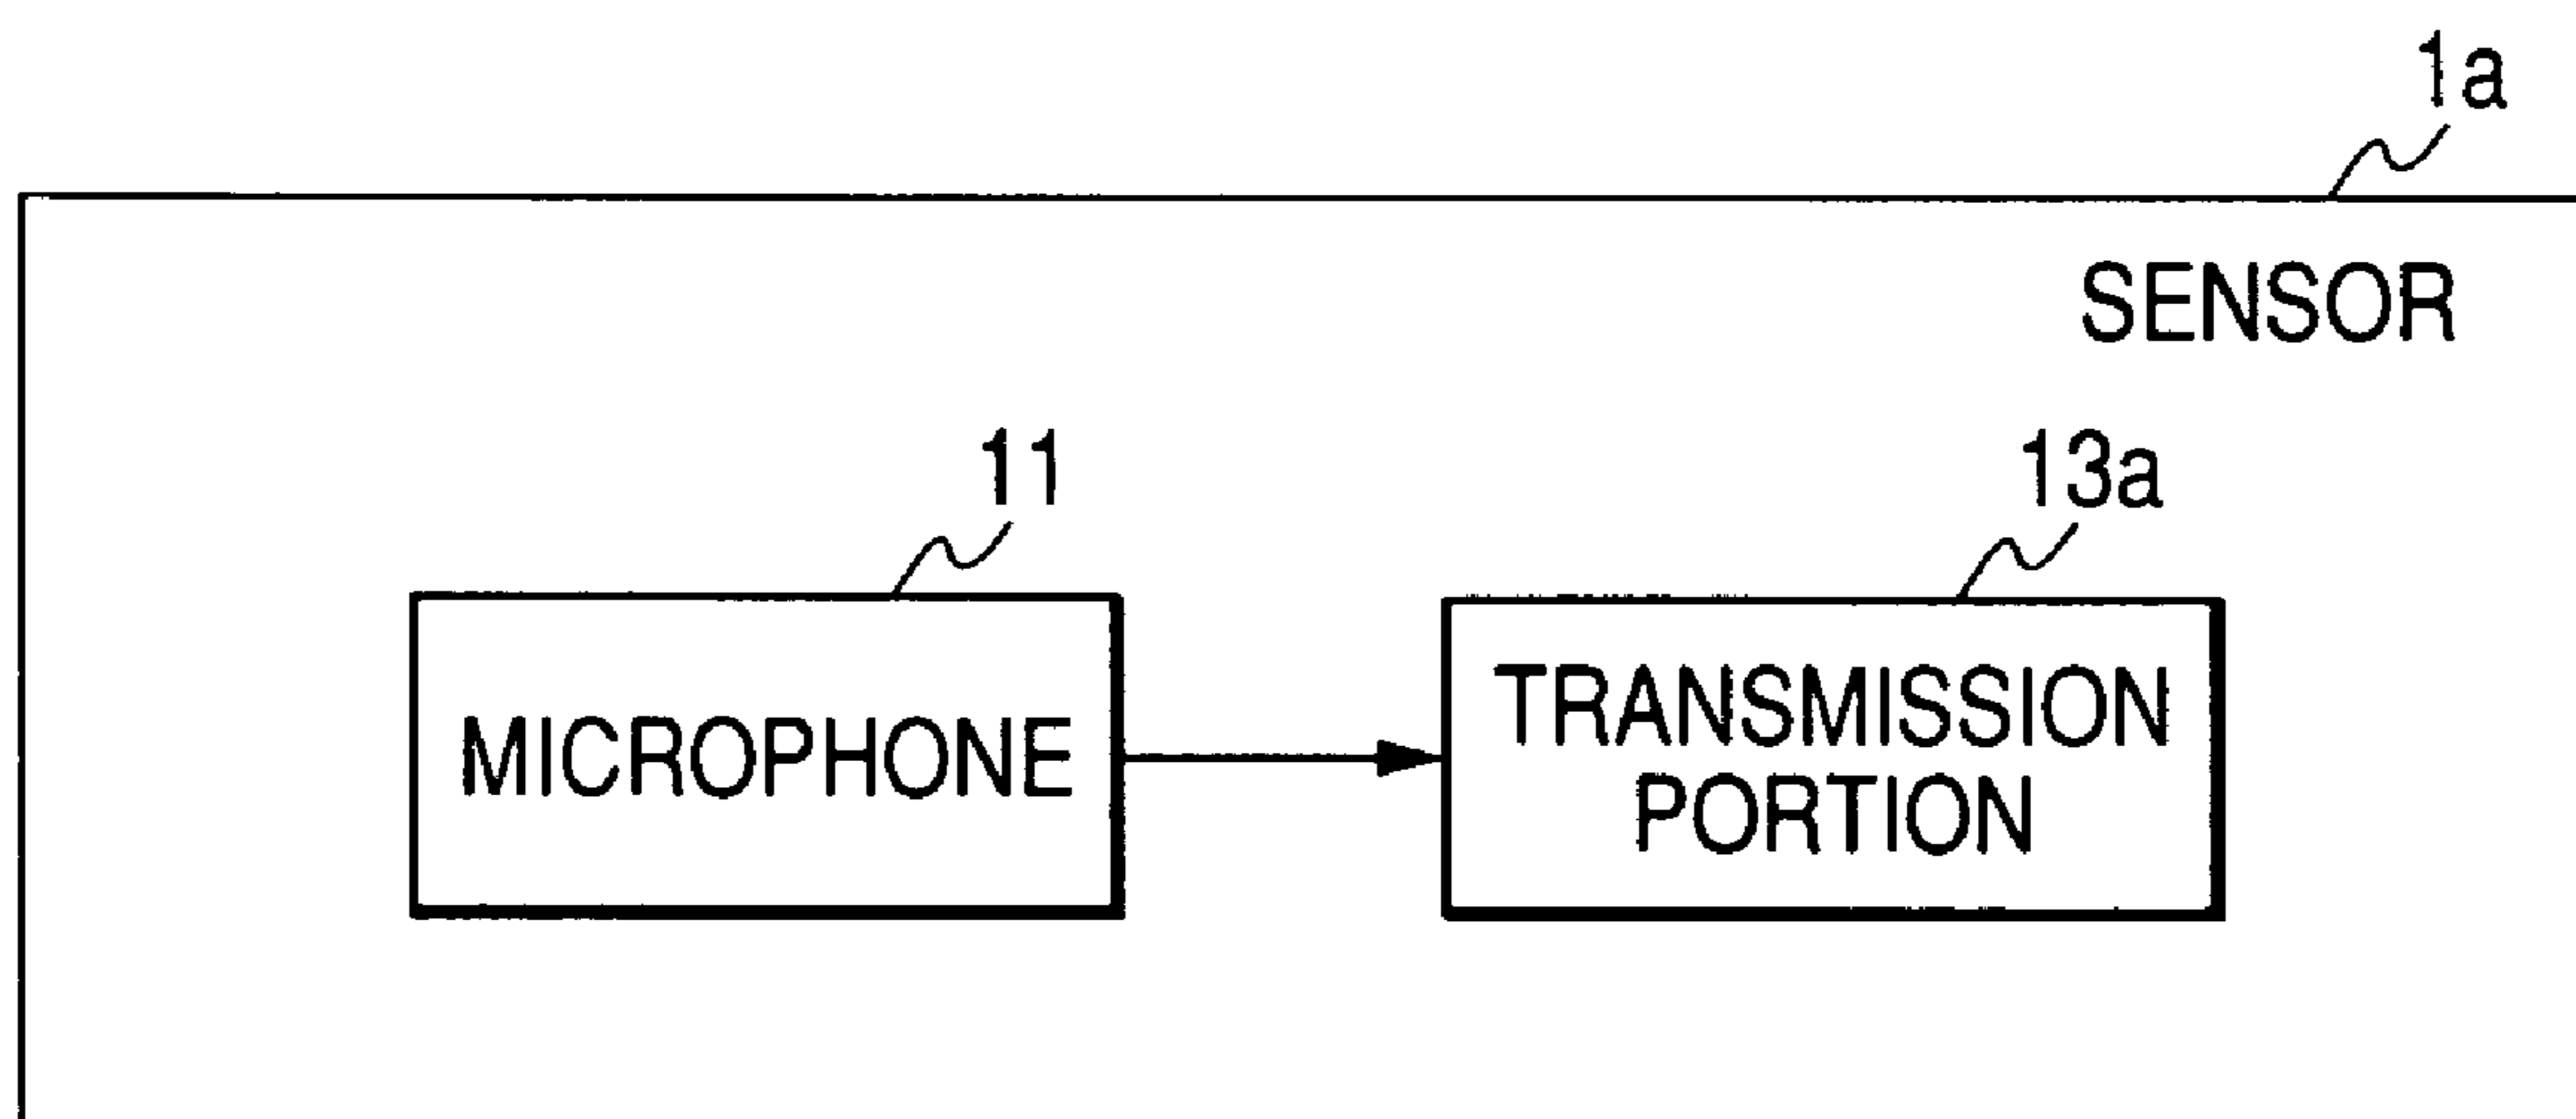 1a
SENSOR
11
13a
MICROPHONE
TRANSMISSION
PORTION